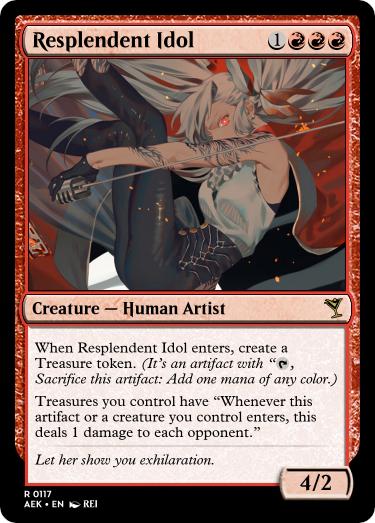 Resplendent Idol 1
Creature — Human Artist
When Resplendent Idol enters, create a
Treasure token. (It's an artifact with “,
Sacrifice this artifact: Add one mana of any color.)
Treasures you control have “Whenever this
artifact or a creature you control enters, this
deals 1 damage to each opponent.”
Let her show you exhilaration.
4/2
R 0117
AEK • EN REI